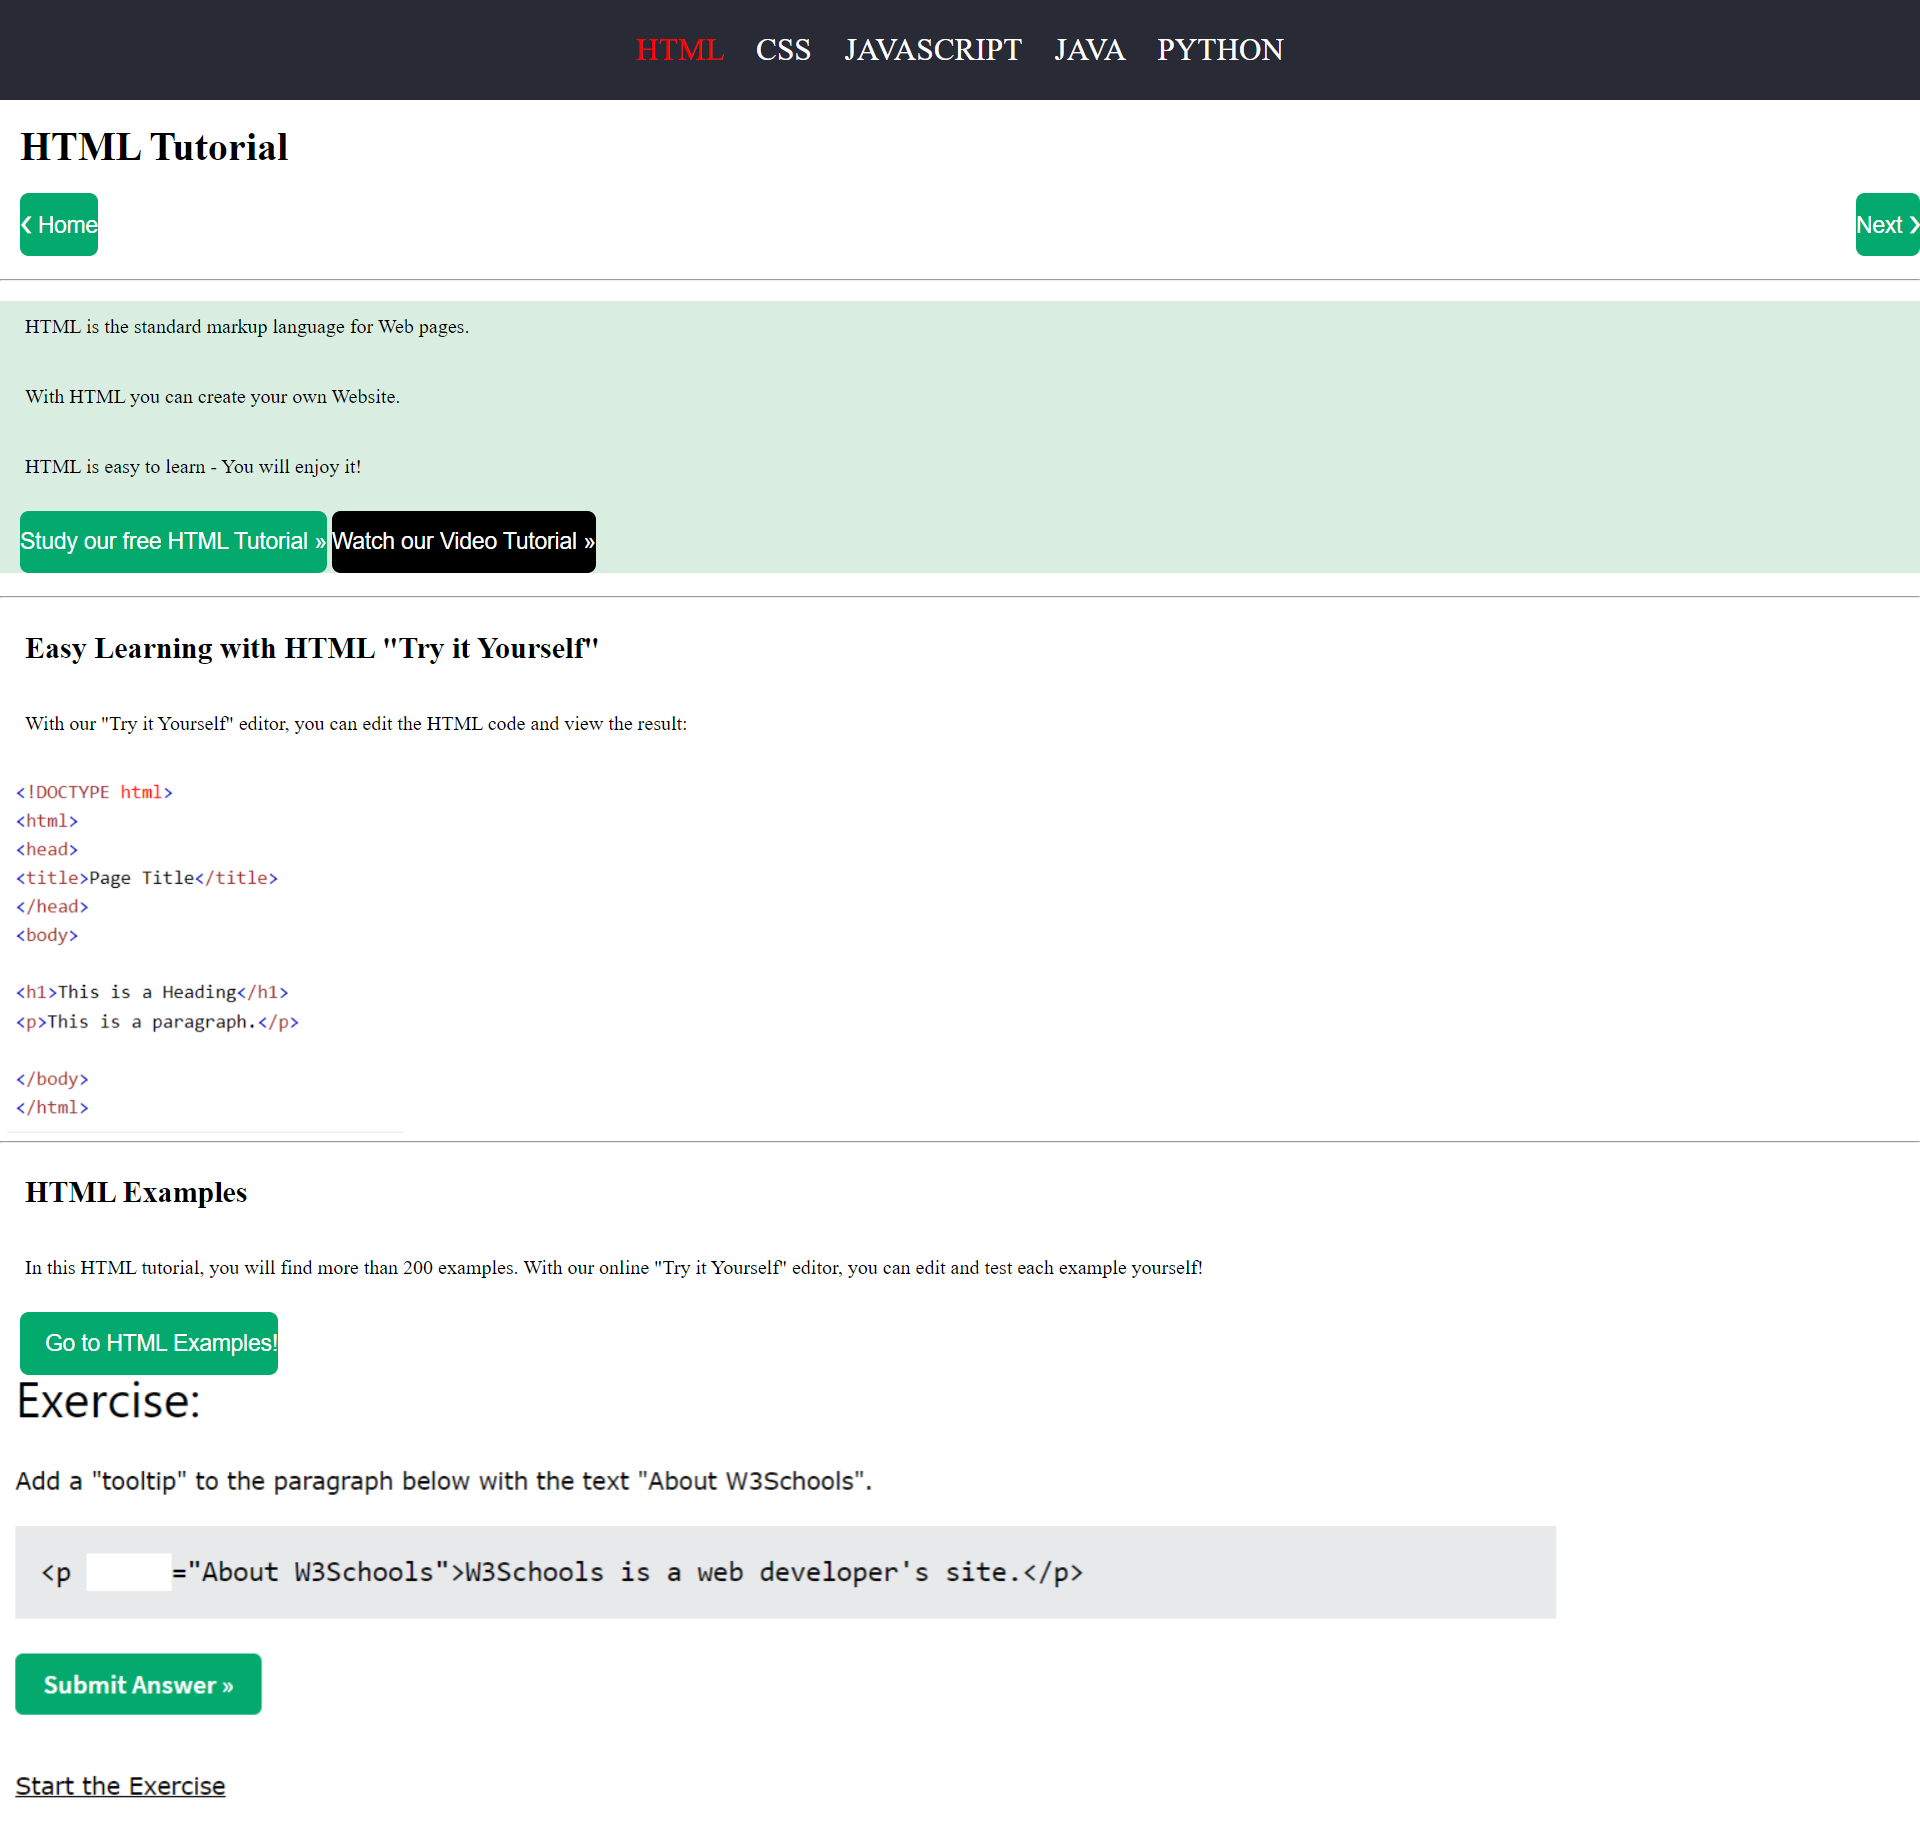 HTML CSS JAVASCRIPT JAVA PYTHON
HTML Tutorial
❮ Home Next ❯
HTML is the standard markup language for Web pages.
With HTML you can create your own Website.
HTML is easy to learn - You will enjoy it!
Study our free HTML Tutorial » Watch our Video Tutorial »
Easy Learning with HTML "Try it Yourself"
With our "Try it Yourself" editor, you can edit the HTML code and view the result:
<!DOCTYPE html>
<html>
<head>
<title>Page Title</title>
</head>
<body>
<h1>This is a Heading</h1>
<p>This is a paragraph.</p>
</body>
</html>
HTML Examples
In this HTML tutorial, you will find more than 200 examples. With our online "Try it Yourself" editor, you can edit and test each example yourself!
Go to HTML Examples!
Exercise:
Add a "tooltip" to the paragraph below with the text "About W3Schools".
<p ="About W3Schools">W3Schools is a web developer's site.</p>
Submit Answer »
Start the Exercise